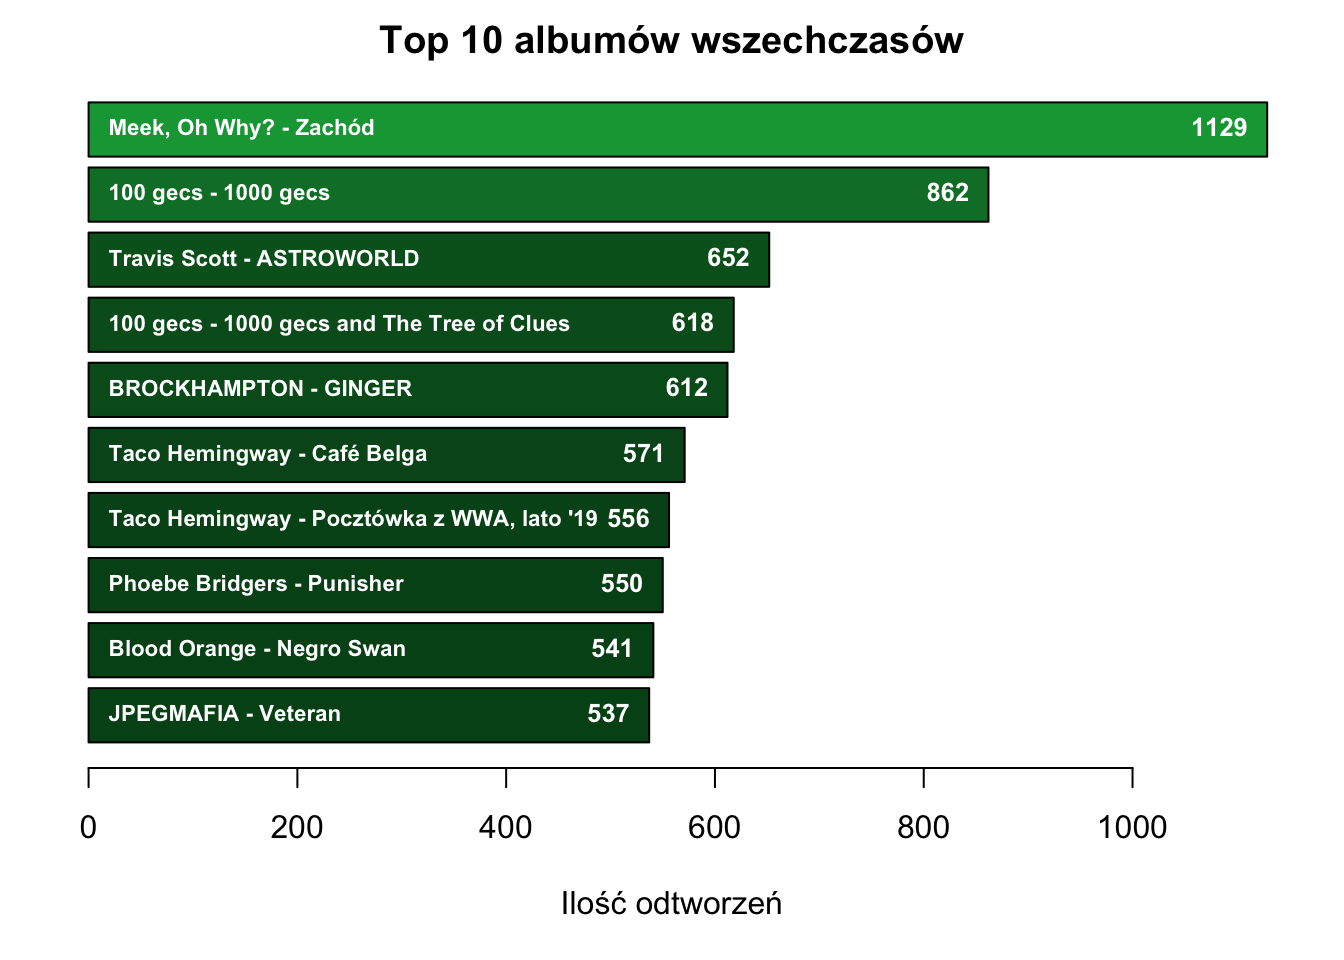 Top 10 albumów wszechczasów
Meek, Oh Why? - Zachód 1129
100 gecs - 1000 gecs 862
Travis Scott - ASTROWORLD 652
100 gecs - 1000 gecs and The Tree of Clues 618
BROCKHAMPTON - GINGER 612
Taco Hemingway - Café Belga 571
Taco Hemingway - Pocztówka z WWA, lato '19 556
Phoebe Bridgers - Punisher 550
Blood Orange - Negro Swan 541
JPEGMAFIA - Veteran 537
0 200 400 600 800 1000
Ilość odtworzeń